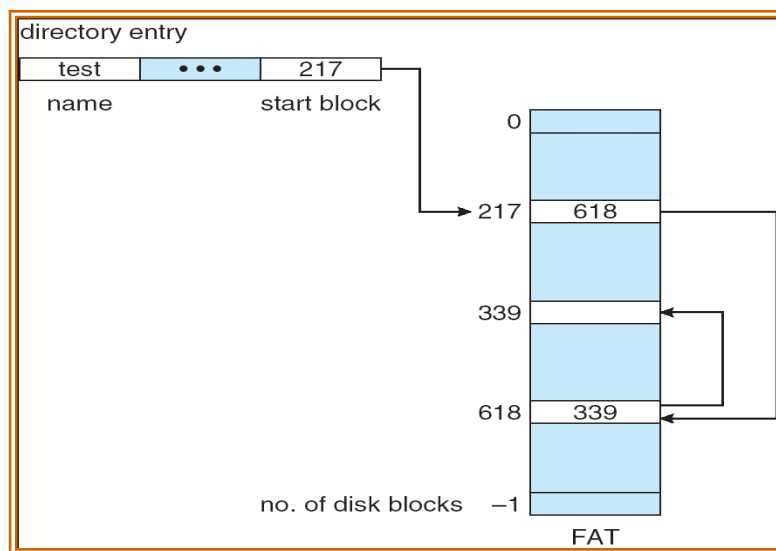 directory entry
test ••• 217
name start block
0
217 618
339
618 339
no. of disk blocks –1
FAT